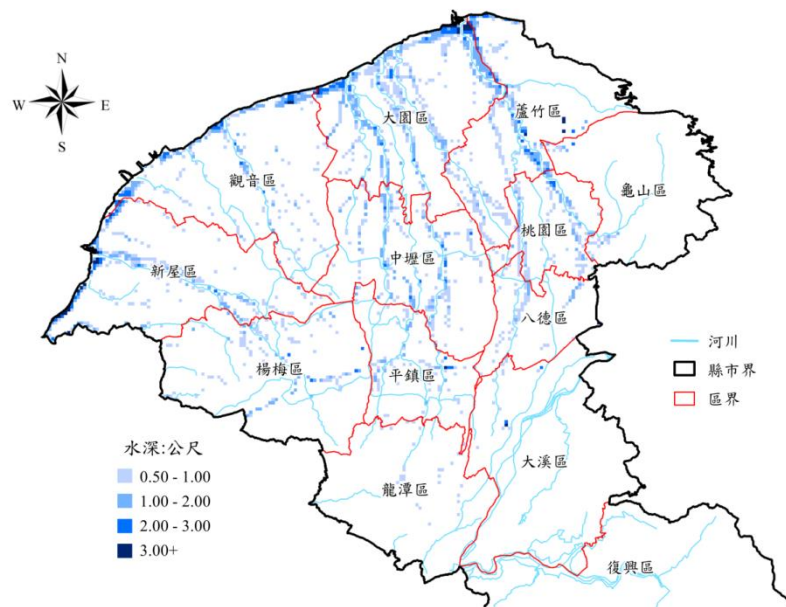 N
W
E
S
大園區
蘆竹區
觀音區
龜山區
桃園區
中壢區
新屋區
八德區
楊梅區
平鎮區
河川
縣市界
區界
水深:公尺
0.50 - 1.00
1.00 - 2.00
2.00 - 3.00
3.00+
大溪區
龍潭區
復興區